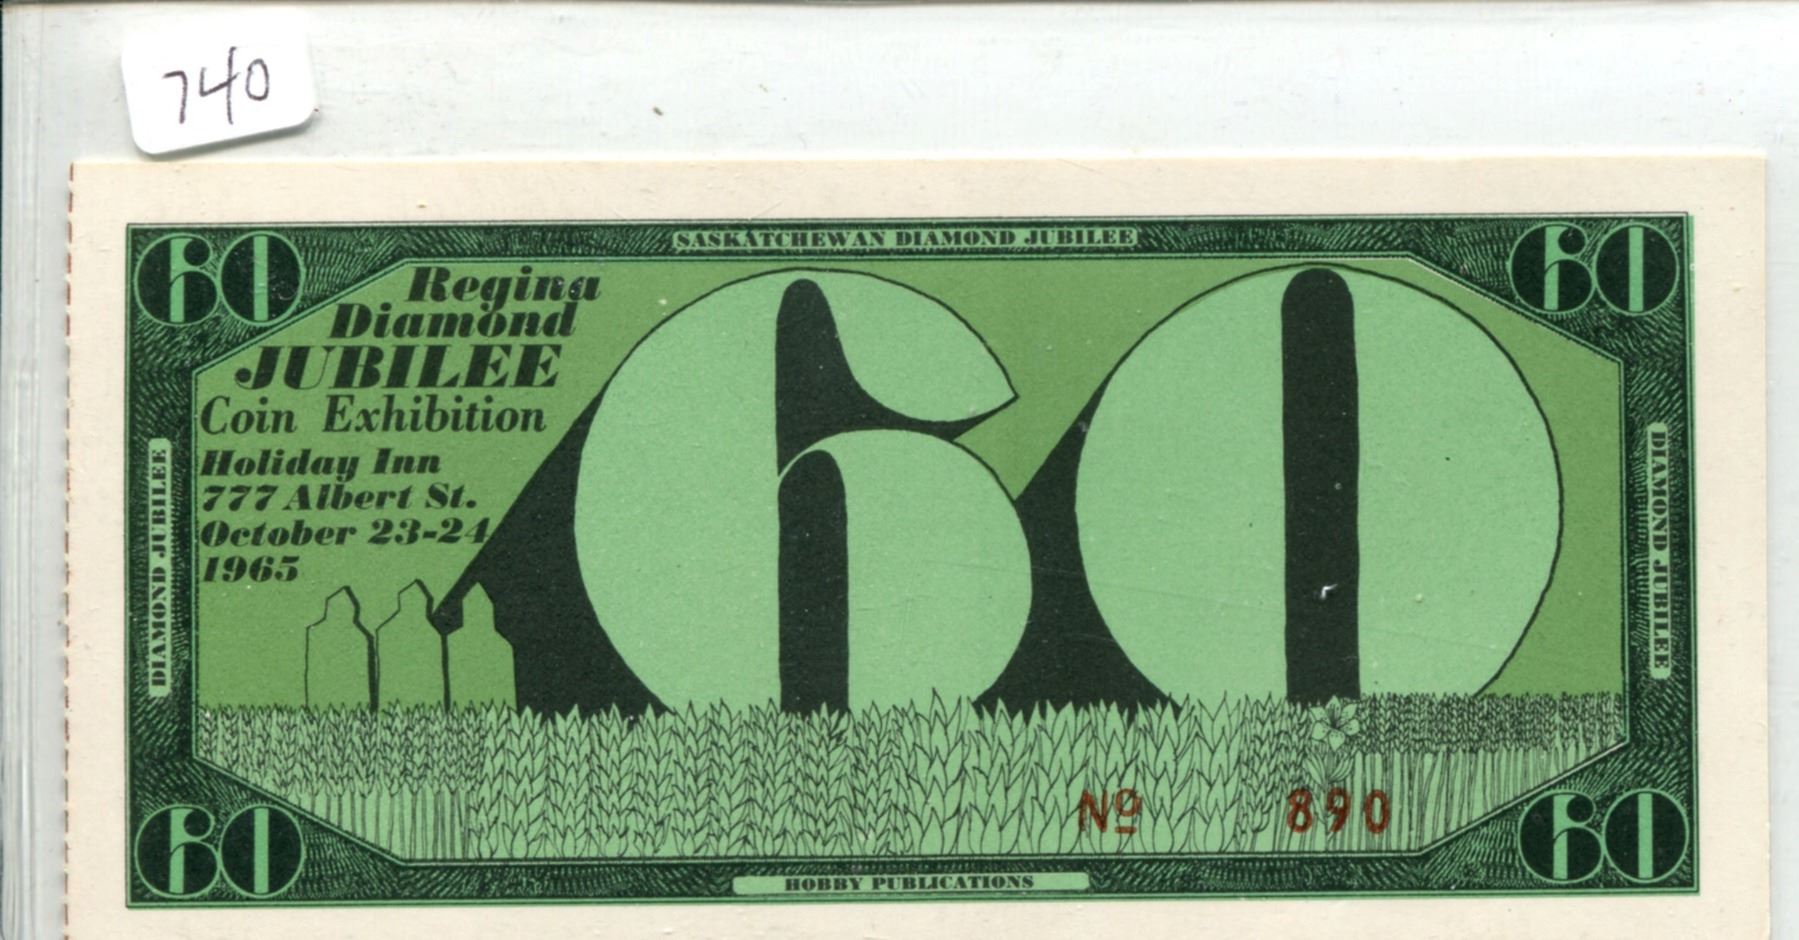 740
SASKATCHEWAN DIAMOND JUBILEE
60
60
Regina
Diamond
JUBILEE
Coin Exhibition
Holiday Inn
777 Albert St.
October 23-24
1965
60
DIAMOND JUBILEE
DIAMOND JUBILEE
Nº 890
60
60
HOBBY PUBLICATIONS